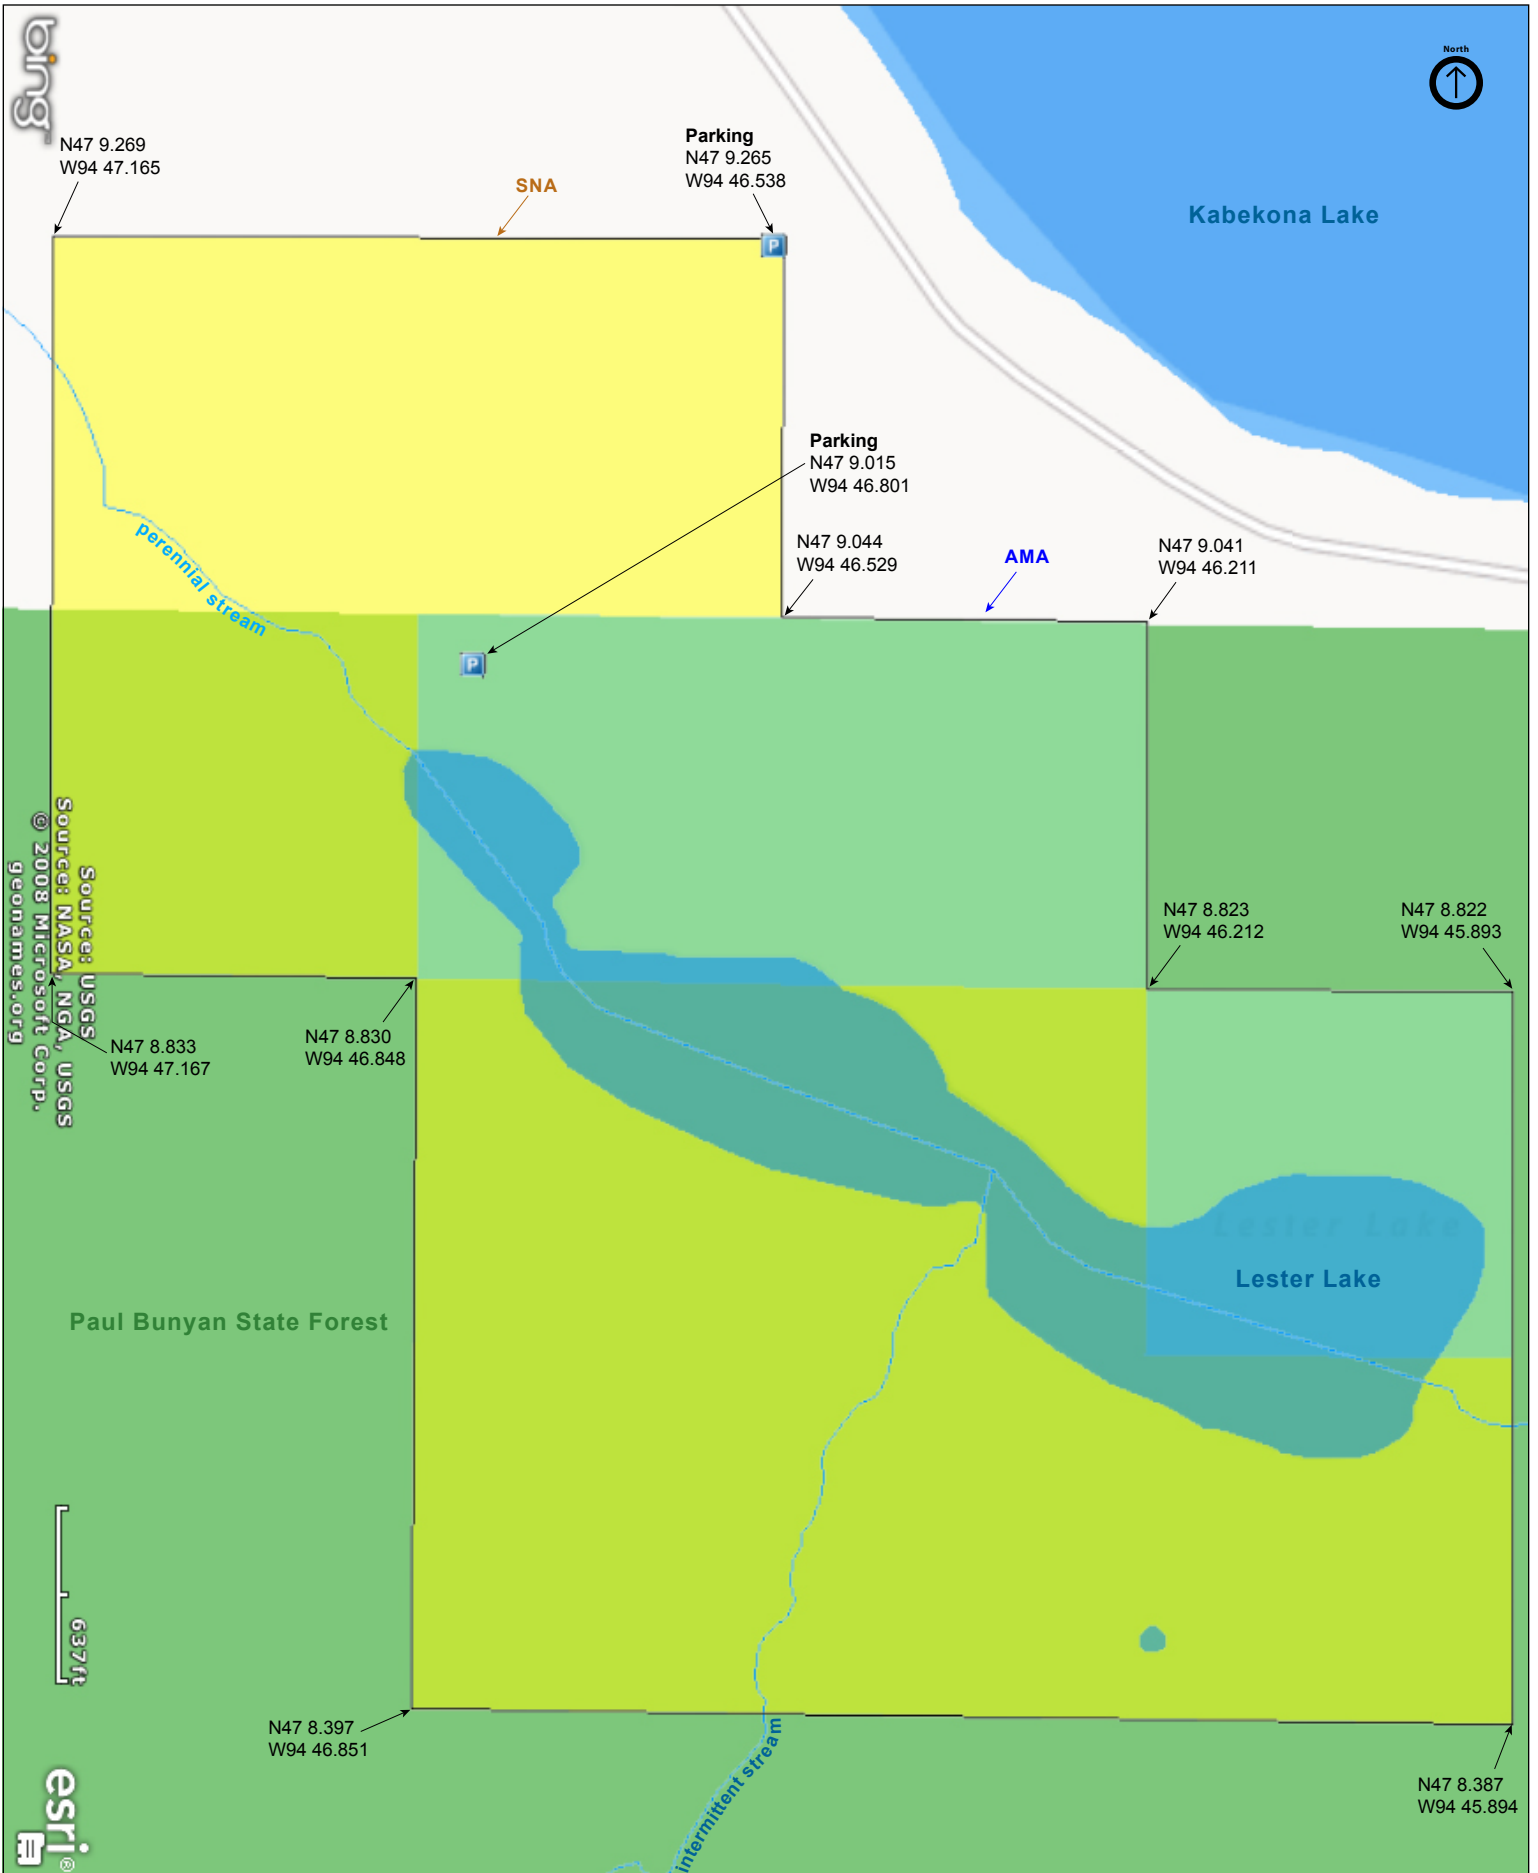 bing
North
N47 9.269
W94 47.165
Parking
N47 9.265
W94 46.538
SNA
Kabekona Lake
P
Parking
N47 9.015
W94 46.801
perennial stream
N47 9.044
W94 46.529
AMA
N47 9.041
W94 46.211
P
N47 8.823
W94 46.212
N47 8.822
W94 45.893
Source: USGS
Source: NASA, NGA, USGS
© 2008 Microsoft Corp.
geonames.org
N47 8.833
W94 47.167
N47 8.830
W94 46.848
Lester Lake
Lester Lake
Paul Bunyan State Forest
637ft
N47 8.397
W94 46.851
intermittent stream
N47 8.387
W94 45.894
esri®